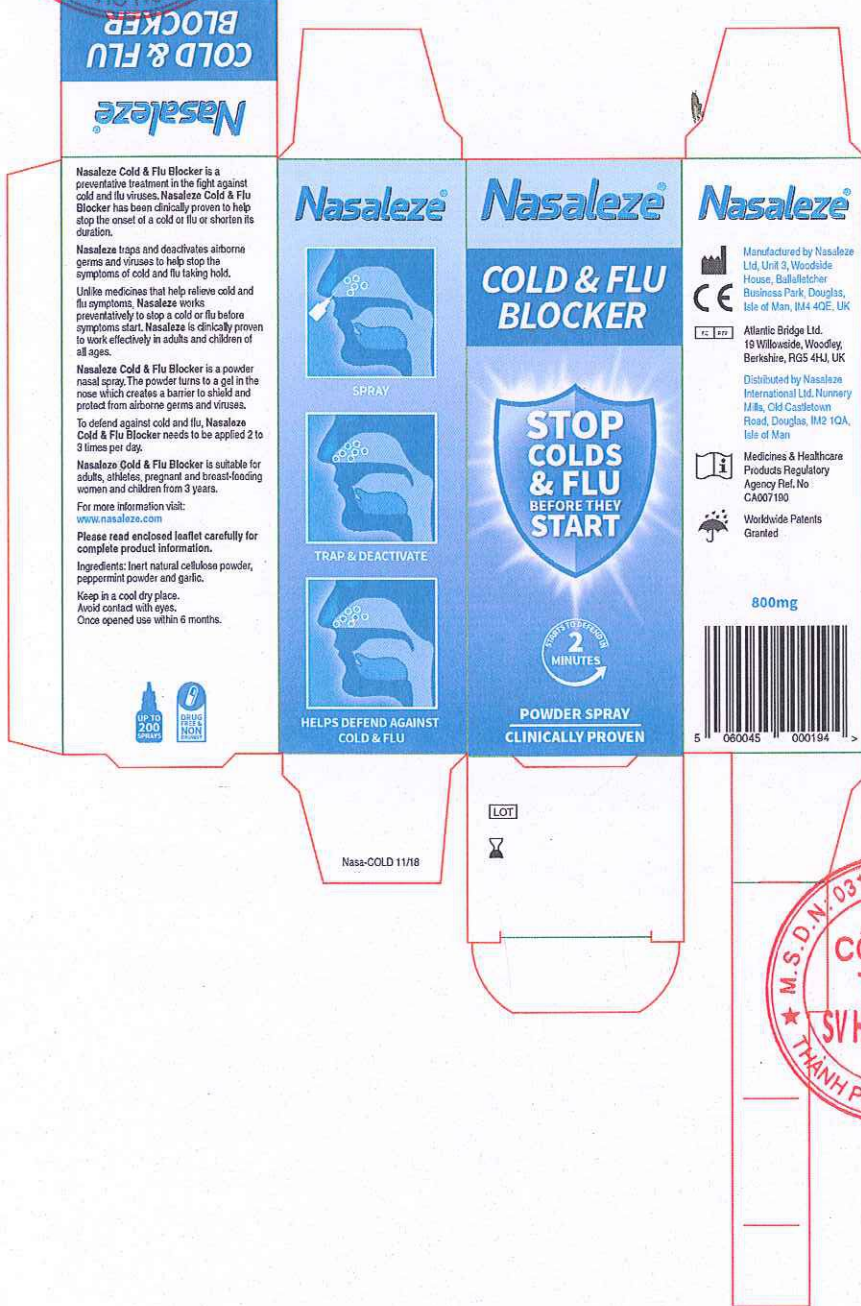 COLD & FLU
BLOCKER
Nasaleze®
Nasaleze Cold & Flu Blocker is a
preventative treatment in the fight against
cold and flu viruses. Nasaleze Cold & Flu
Blocker has been clinically proven to help
stop the onset of a cold or flu or shorten its
duration.
Nasaleze traps and deactivates airborne
germs and viruses to help stop the
symptoms of cold and flu taking hold.
Unlike medicines that help relieve cold and
flu symptoms, Nasaleze works
preventatively to stop a cold or flu before
symptoms start. Nasaleze is clinically proven
to work effectively in adults and children of
all ages.
Nasaleze Cold & Flu Blocker is a powder
nasal spray. The powder turns to a gel in the
nose which creates a barrier to shield and
protect from airborne germs and viruses.
To defend against cold and flu, Nasaleze
Cold & Flu Blocker needs to be applied 2 to
3 times per day.
Nasaleze Cold & Flu Blocker is suitable for
adults, athletes, pregnant and breast-feeding
women and children from 3 years.
For more information visit:
www.nasaleze.com
Please read enclosed leaflet carefully for
complete product information.
Ingredients: Inert natural cellulose powder,
peppermint powder and garlic.
Keep in a cool dry place.
Avoid contact with eyes.
Once opened use within 6 months.
UP TO
200
SPRAYS
DRUG
FREE &
NON
Nasaleze®
SPRAY
TRAP & DEACTIVATE
HELPS DEFEND AGAINST
COLD & FLU
Nasa-COLD 11/18
Nasaleze®
COLD & FLU
BLOCKER
STOP
COLDS
& FLU
BEFORE THEY
START
STARTS TO DEFEND IN
2
MINUTES
POWDER SPRAY
CLINICALLY PROVEN
LOT
Nasaleze®
Manufactured by Nasaleze
Ltd, Unit 3, Woodside
House, Ballafletcher
Business Park, Douglas,
Isle of Man, IM4 4QE, UK
CE
EC REP
Atlantic Bridge Ltd.
19 Willowside, Woodley,
Berkshire, RG5 4HJ, UK
Distributed by Nasaleze
International Ltd. Nunnery
Mills, Old Castletown
Road, Douglas, IM2 1QA,
Isle of Man
Medicines & Healthcare
Products Regulatory
Agency Ref. No
CA007190
Worldwide Patents
Granted
800mg
5 060045 000194 >
M.S.D.N: 031
SV
THÀNH